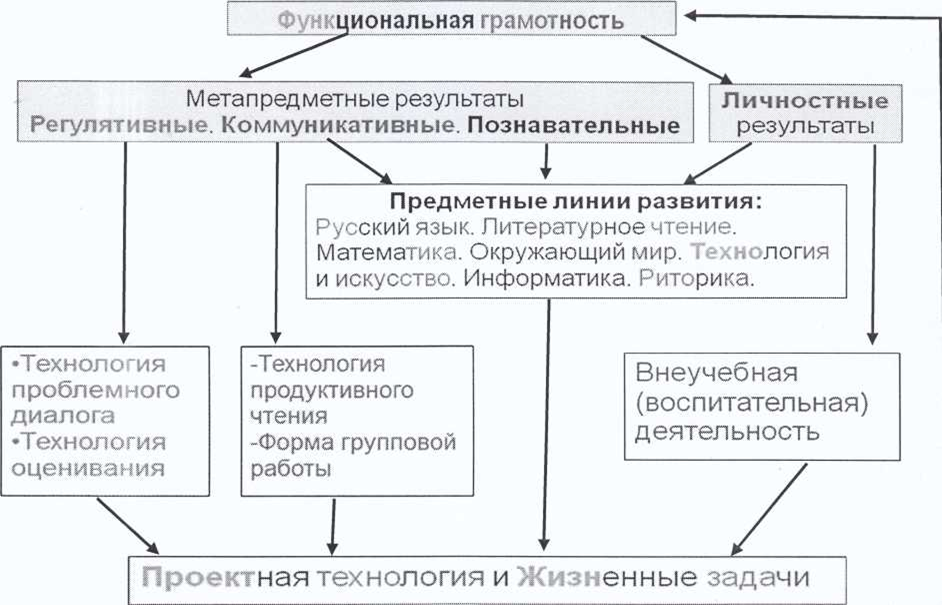 Функциональная грамотность
Метапредметные результаты
Регулятивные. Коммуникативные. Познавательные
Личностные
результаты
Предметные линии развития:
Русский язык. Литературное чтение.
Математика. Окружающий мир. Технология
и искусство. Информатика. Риторика.
•Технология
проблемного
диалога
•Технология
оценивания
-Технология
продуктивного
чтения
-Форма групповой
работы
Внеучебная
(воспитательная)
деятельность
Проектная технология и Жизненные задачи